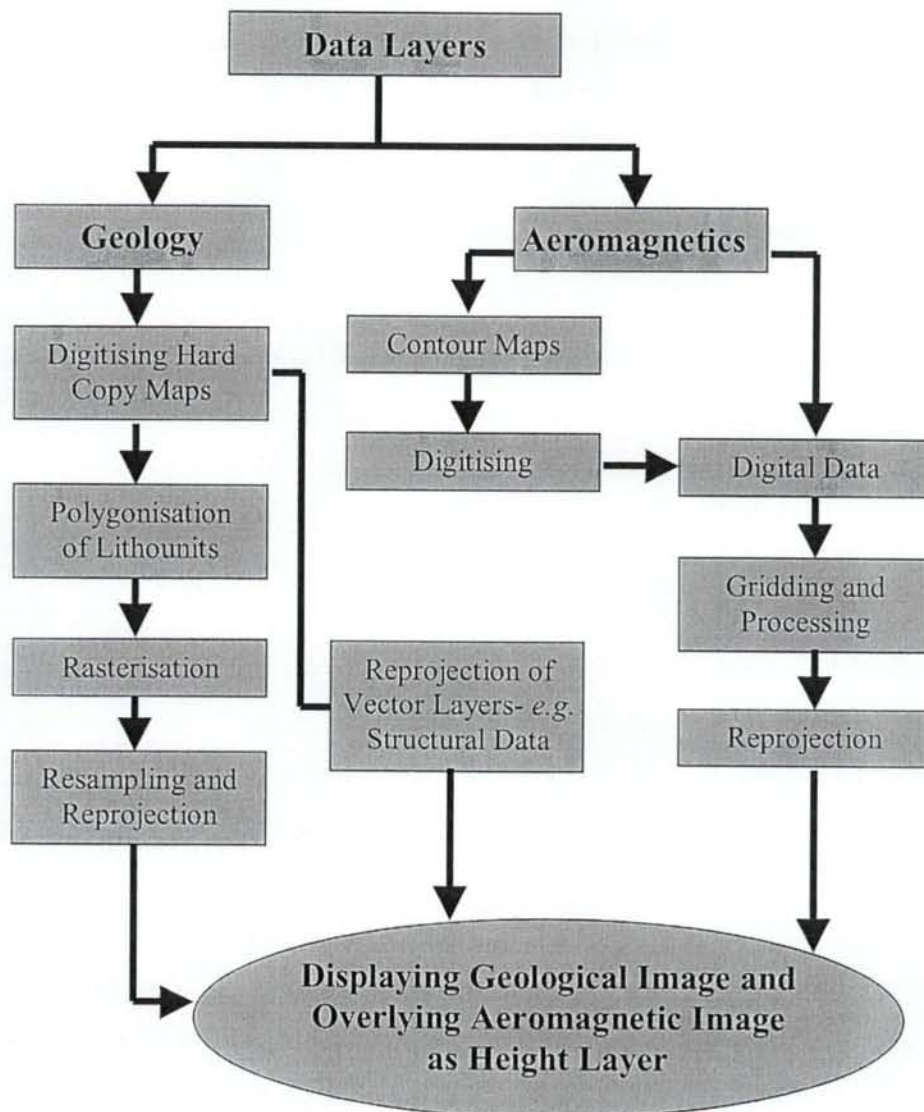 Data Layers
Geology
Aeromagnetics
Digitising Hard
Copy Maps
Contour Maps
Digitising
Digital Data
Polygonisation
of Lithounits
Gridding and
Processing
Rasterisation
Reprojection of
Vector Layers- e.g.
Structural Data
Reprojection
Resampling and
Reprojection
Displaying Geological Image and
Overlying Aeromagnetic Image
as Height Layer